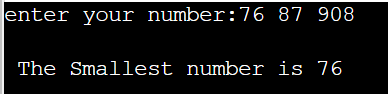 enter your number:76 87 908
The Smallest number is 76